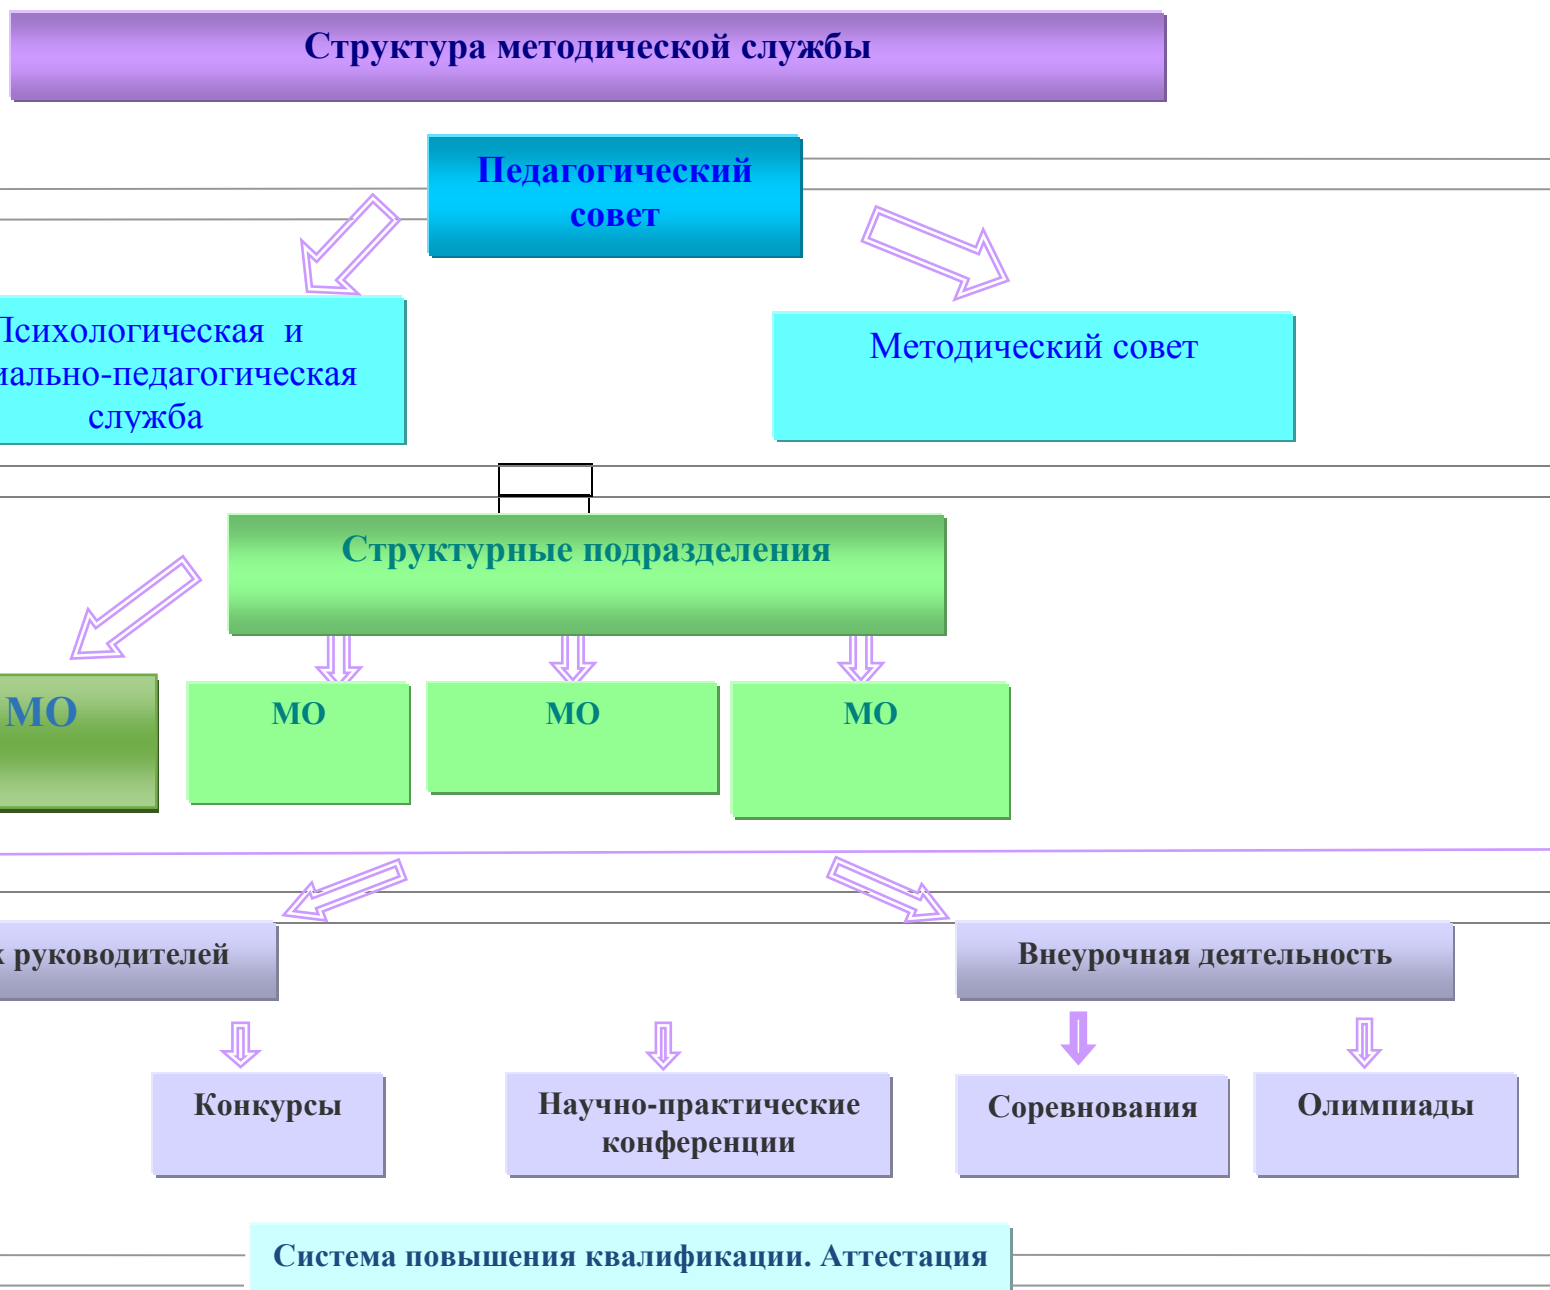 Структура методической службы
Педагогический
совет
Психологическая и
иально-педагогическая
служба
Методический совет
Структурные подразделения
МО
МО
МО
МО
руководителей
Внеурочная деятельность
Конкурсы
Научно-практические
конференции
Соревнования
Олимпиады
Система повышения квалификации. Аттестация